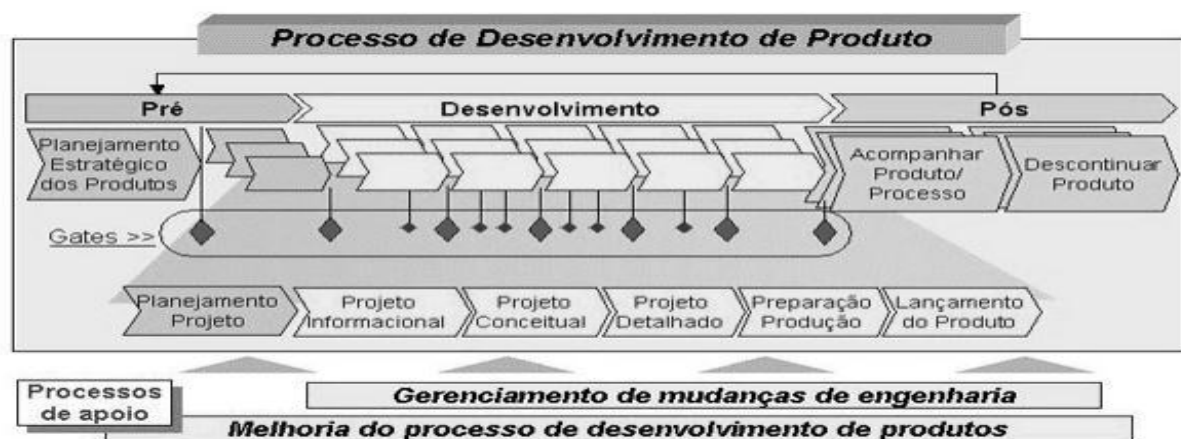 Processo de Desenvolvimento de Produto
Pré
Desenvolvimento
Pós
Planejamento
Estratégico
dos Produtos
Acompanhar
Produto/
Processo
Descontinuar
Produto
Gates >>
Planejamento
Projeto
Projeto
Informacional
Projeto
Conceitual
Projeto
Detalhado
Preparação
Produção
Lançamento
do Produto
Processos
de apoio
Gerenciamento de mudanças de engenharia
Melhoria do processo de desenvolvimento de produtos